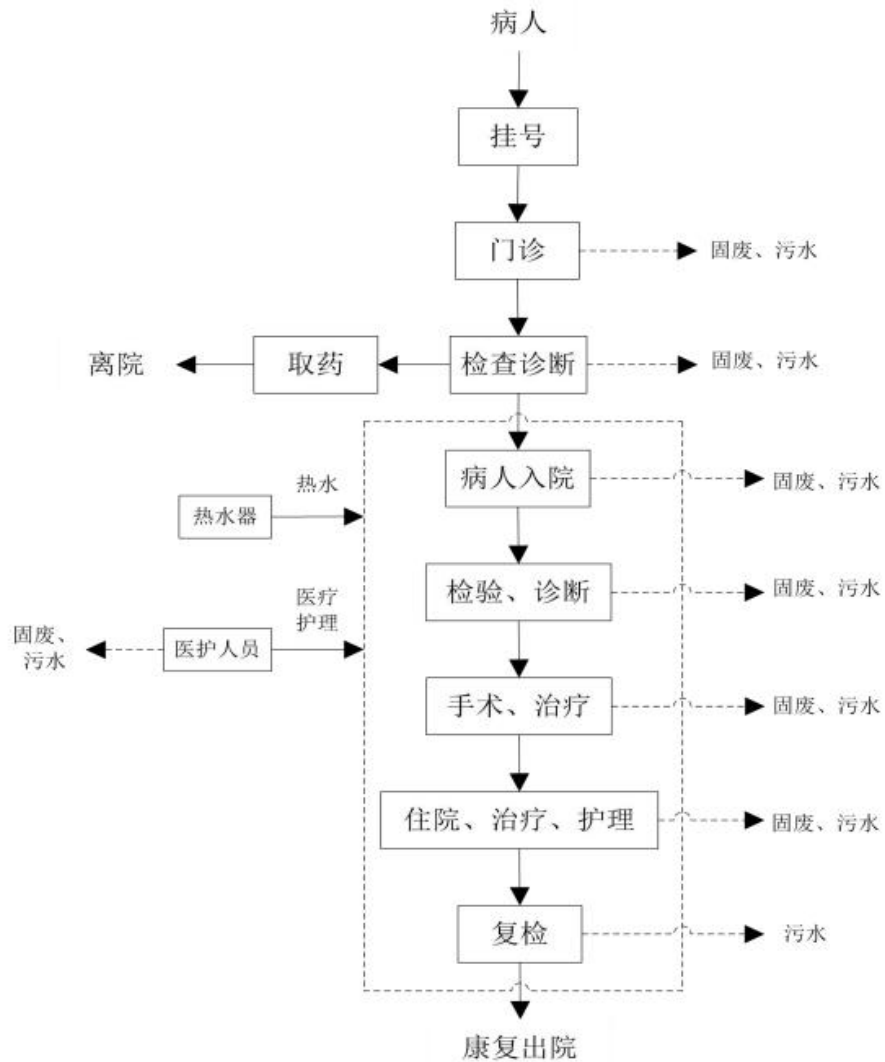 病人
挂号
门诊
固废、污水
离院
取药
检查诊断
固废、污水
病人入院
固废、污水
热水
热水器
检验、诊断
固废、污水
医疗
护理
固废、
污水
医护人员
手术、治疗
固废、污水
住院、治疗、护理
固废、污水
复检
污水
康复出院